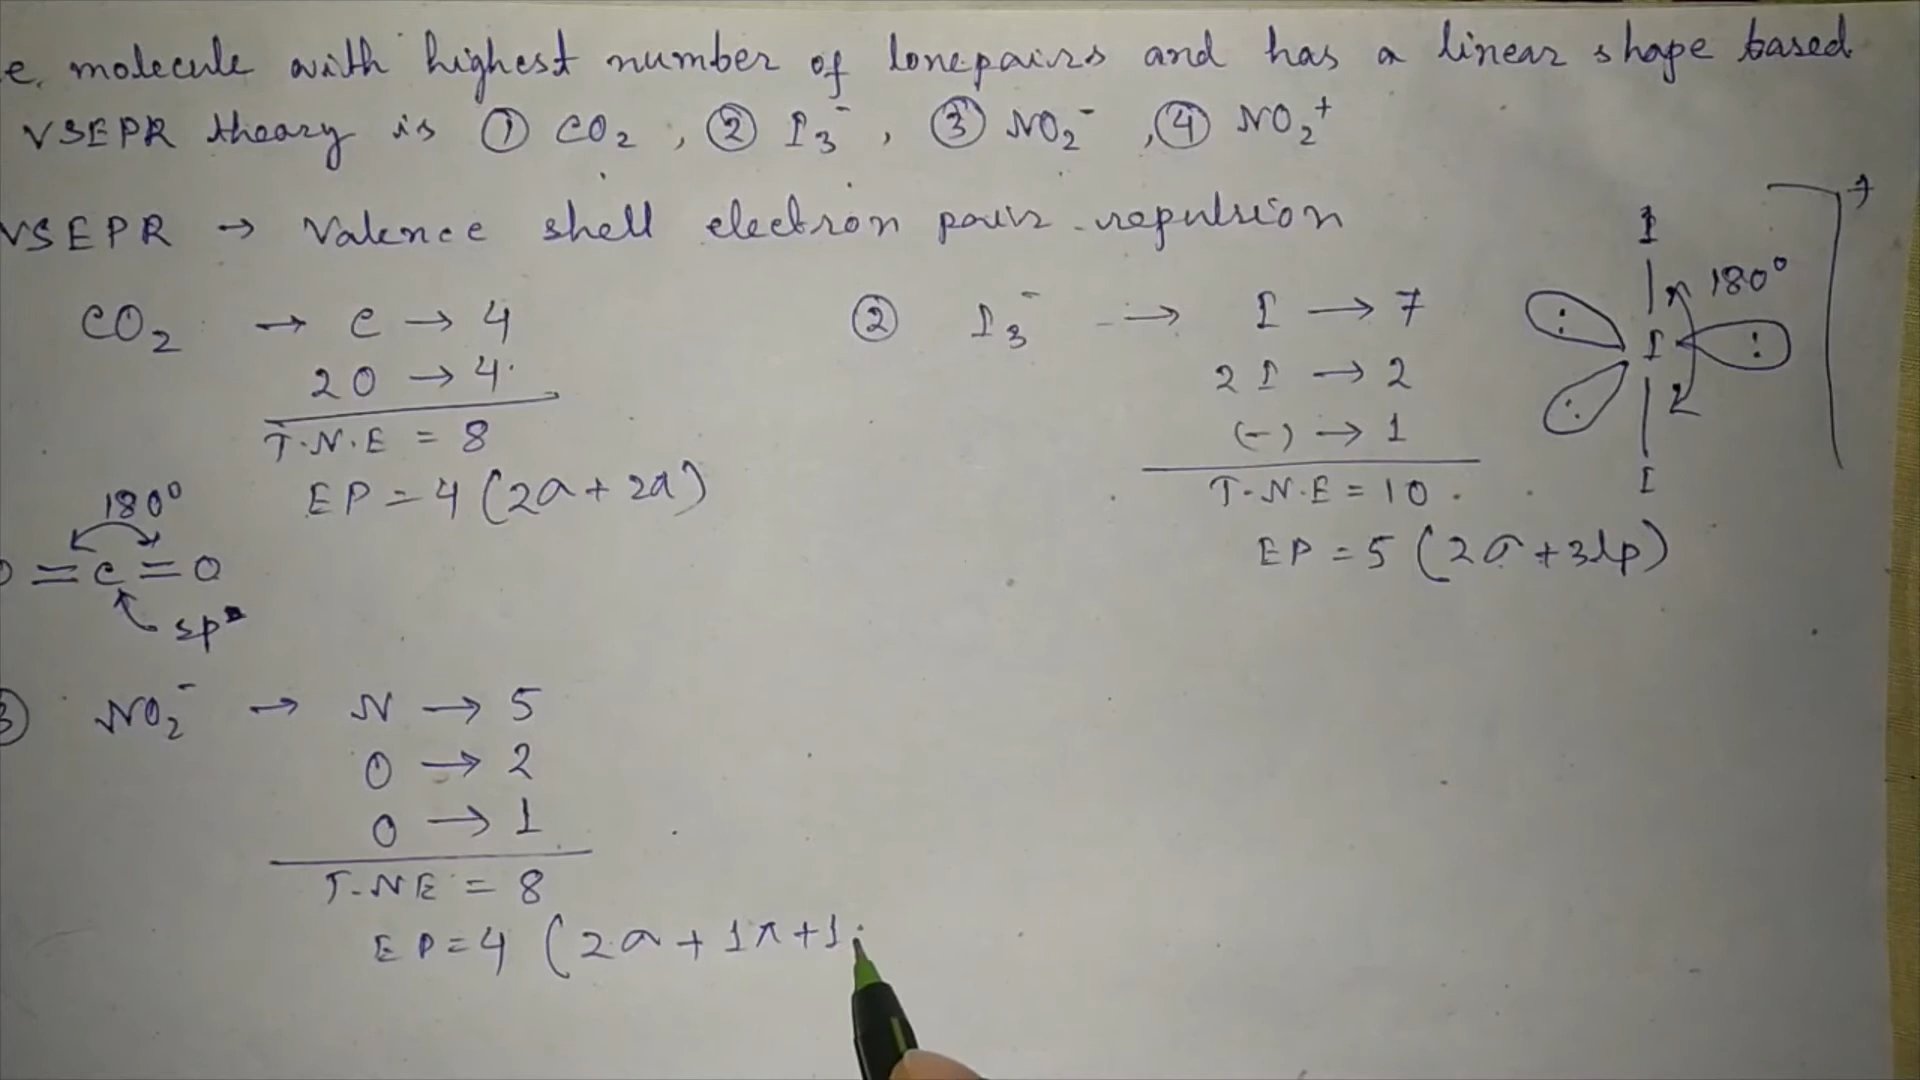 e. molecule with highest number of lonepairs and has a linear shape based
VSEPR theory is ① CO₂ , ② I₃⁻ , ③ NO₂⁻ , ④ NO₂⁺
VSEPR → Valence shell electron pair repulsion
CO₂ → C → 4
2O → 4
T.N.E = 8
EP = 4 (2σ + 2π)
180°
O = C = O
sp
② I₃⁻ → I → 7
2I → 2
(-) → 1
T.N.E = 10
EP = 5 (2σ + 3lp)
I
180°
I
I
③ NO₂⁻ → N → 5
O → 2
O → 1
T.NE = 8
EP = 4 (2σ + 1π + 1